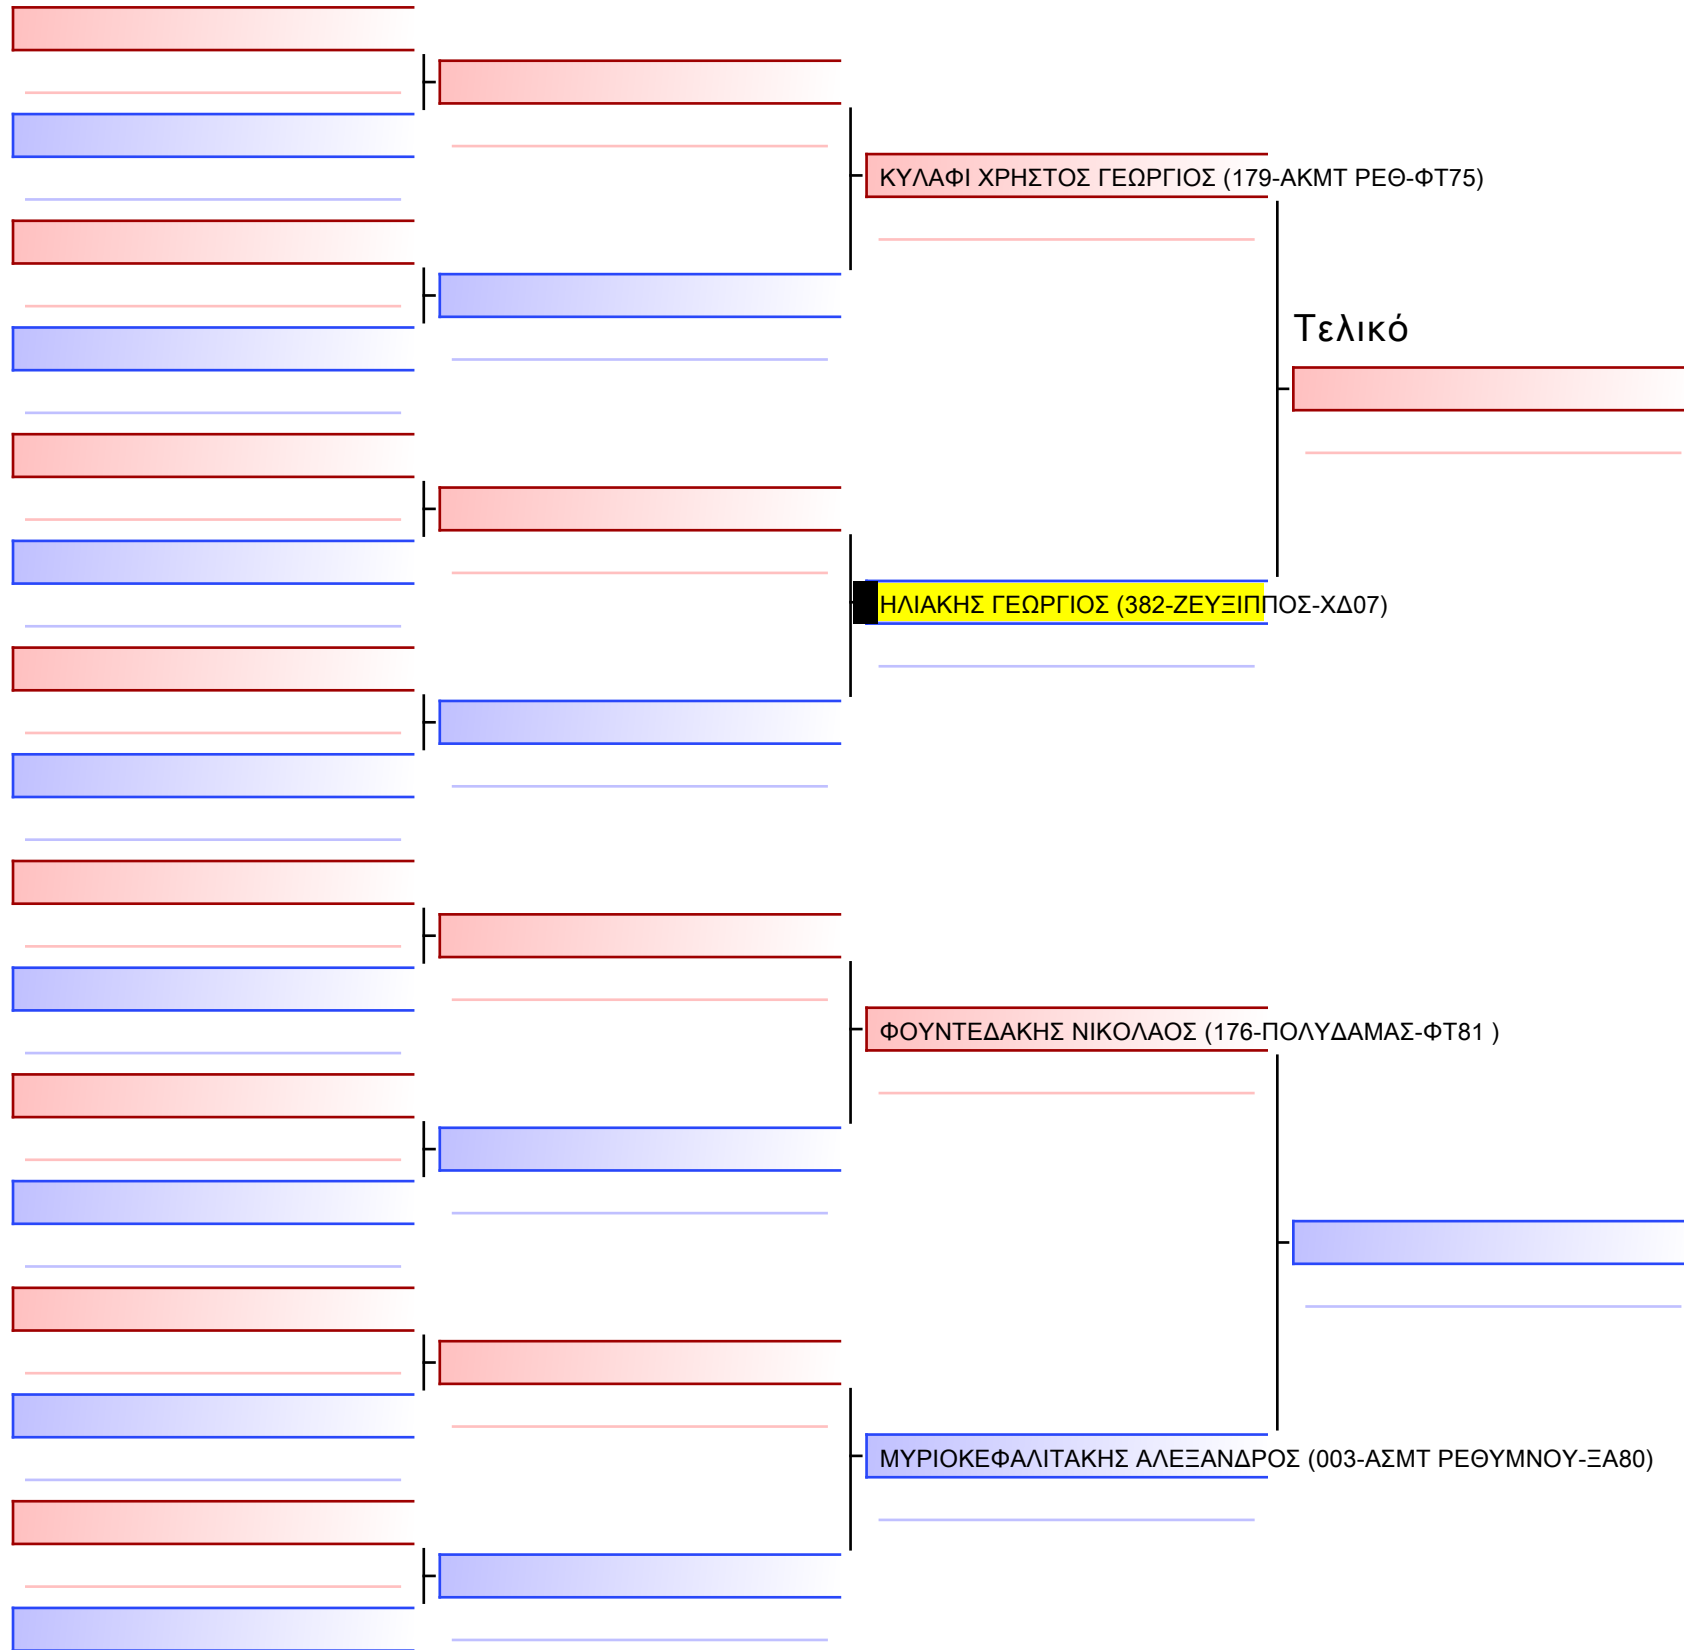 ΚΥΛΑΦΙ ΧΡΗΣΤΟΣ ΓΕΩΡΓΙΟΣ (179-ΑΚΜΤ ΡΕΘ-ΦΤ75)
Τελικό
ΗΛΙΑΚΗΣ ΓΕΩΡΓΙΟΣ (382-ΖΕΥΞΙΠΠΟΣ-ΧΔ07)
ΦΟΥΝΤΕΔΑΚΗΣ ΝΙΚΟΛΑΟΣ (176-ΠΟΛΥΔΑΜΑΣ-ΦΤ81 )
ΜΥΡΙΟΚΕΦΑΛΙΤΑΚΗΣ ΑΛΕΞΑΝΔΡΟΣ (003-ΑΣΜΤ ΡΕΘΥΜΝΟΥ-ΞΑ80)